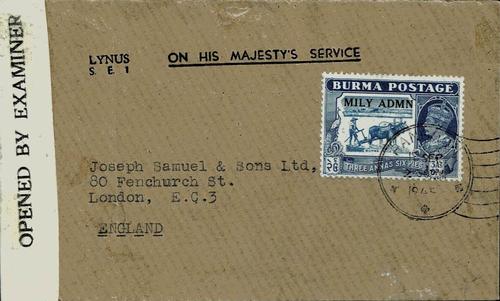 OPENED BY EXAMINER
LYNUS
S. E. 1
ON HIS MAJESTY'S SERVICE
BURMA POSTAGE
MILY ADMN
THREE ANNAS SIX PIES
Joseph Samuel & Sons Ltd,
80 Fenchurch St.
London, E.C.3
ENGLAND